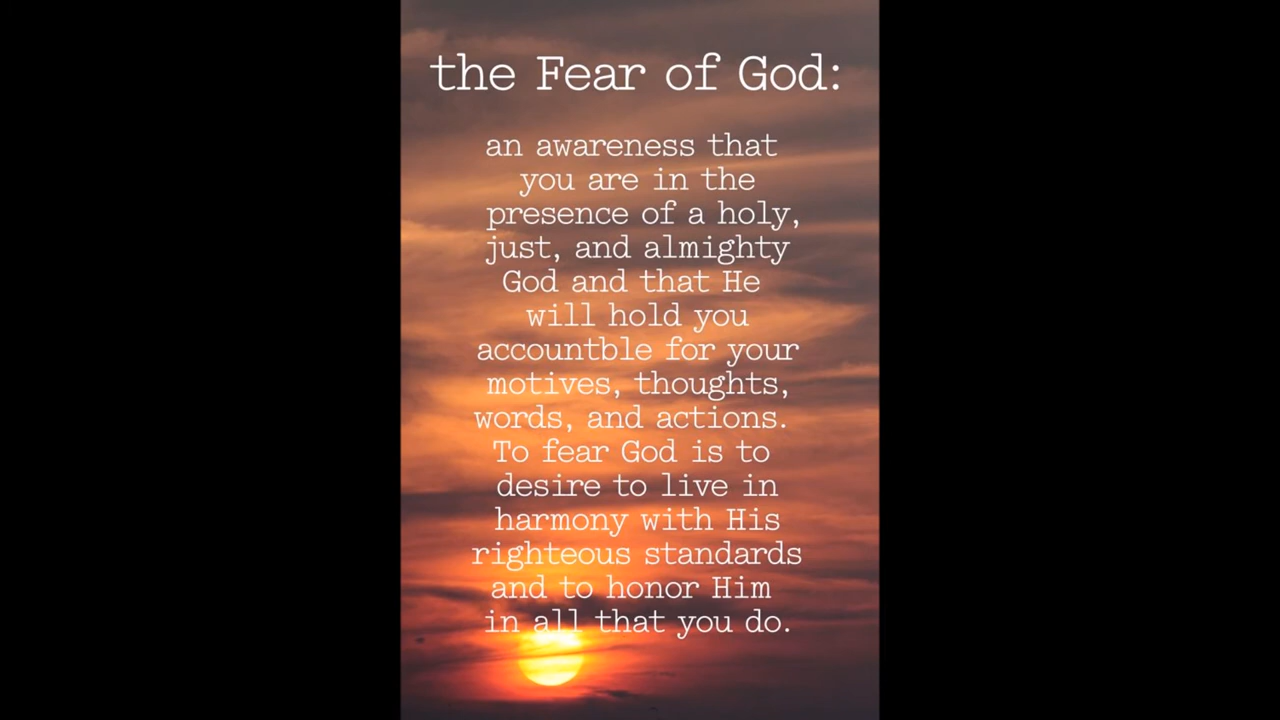 the Fear of God:
an awareness that
you are in the
presence of a holy,
just, and almighty
God and that He
will hold you
accountble for your
motives, thoughts,
words, and actions.
To fear God is to
desire to live in
harmony with His
righteous standards
and to honor Him
in all that you do.